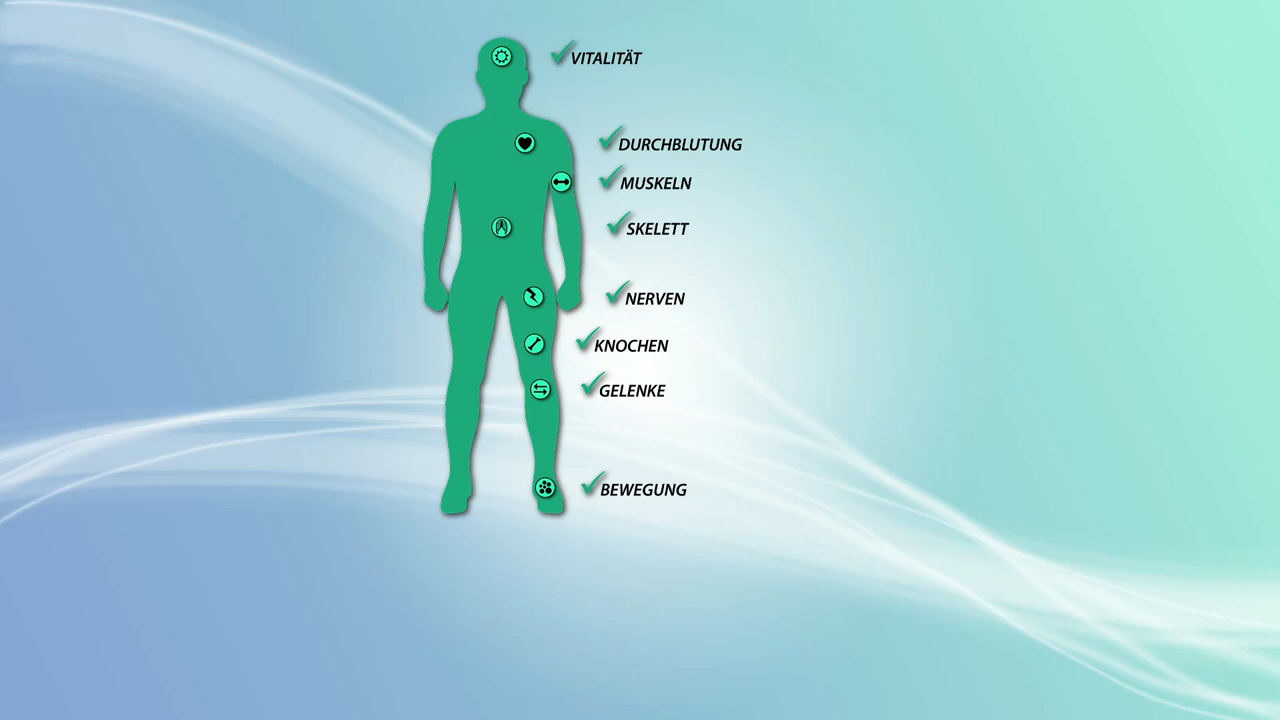 VITALITÄT
DURCHBLUTUNG
MUSKELN
SKELETT
NERVEN
KNOCHEN
GELENKE
BEWEGUNG